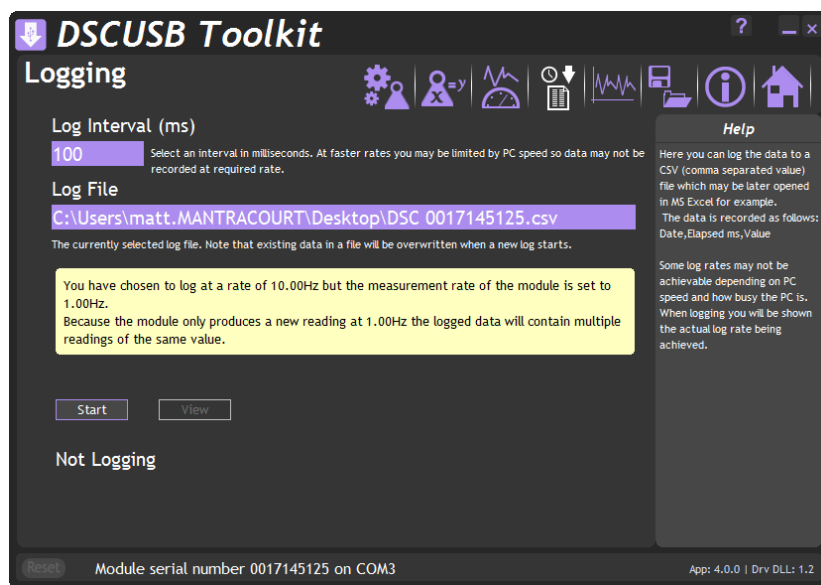 DSCUSB Toolkit
?
Logging
=y
x
Log Interval (ms)
100
Select an interval in milliseconds. At faster rates you may be limited by PC speed so data may not be
recorded at required rate.
Log File
C:\Users\matt.MANTRACOURT\Desktop\DSC 0017145125.csv
The currently selected log file. Note that existing data in a file will be overwritten when a new log starts.
You have chosen to log at a rate of 10.00Hz but the measurement rate of the module is set to
1.00Hz.
Because the module only produces a new reading at 1.00Hz the logged data will contain multiple
readings of the same value.
Start
View
Not Logging
Help
Here you can log the data to a
CSV (comma separated value)
file which may be later opened
in MS Excel for example.
The data is recorded as follows:
Date,Elapsed ms,Value
Some log rates may not be
achievable depending on PC
speed and how busy the PC is.
When logging you will be shown
the actual log rate being
achieved.
Reset
Module serial number 0017145125 on COM3
App: 4.0.0 | Drv DLL: 1.2